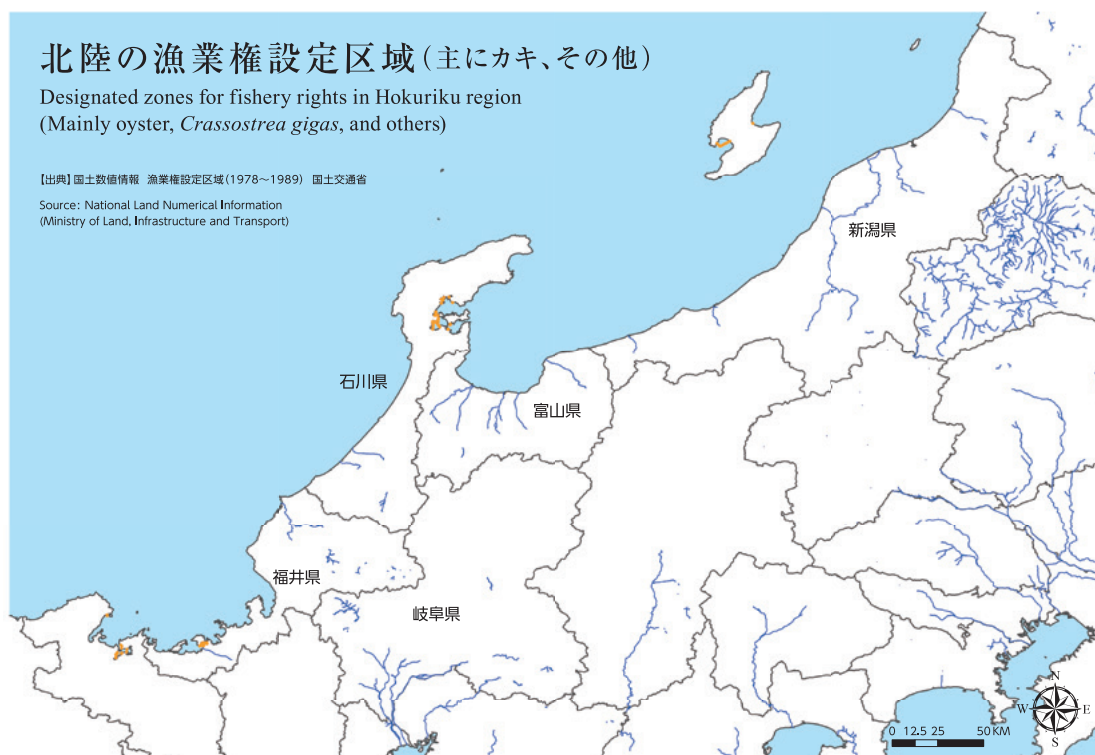 北陸の漁業権設定区域(主にカキ、その他)
Designated zones for fishery rights in Hokuriku region
(Mainly oyster, Crassostrea gigas, and others)
【出典】国土数値情報 漁業権設定区域(1978〜1989) 国土交通省
Source: National Land Numerical Information
(Ministry of Land, Infrastructure and Transport)
新潟県
石川県
富山県
福井県
岐阜県
N
W E
S
0 12.5 25 50 KM